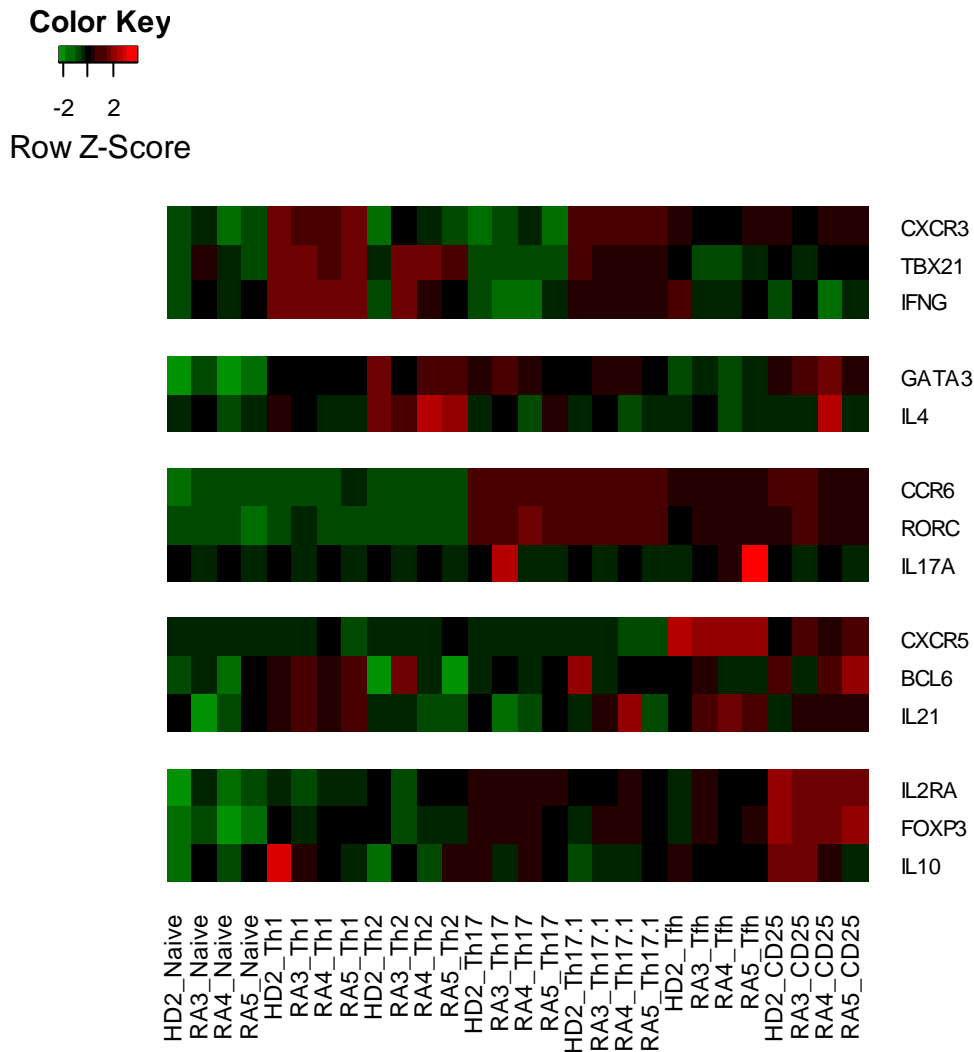 Color Key
-2 2
Row Z-Score
CXCR3
TBX21
IFNG
GATA3
IL4
CCR6
RORC
IL17A
CXCR5
BCL6
IL21
IL2RA
FOXP3
IL10
HD2_Naive
RA3_Naive
RA4_Naive
RA5_Naive
HD2_Th1
RA3_Th1
RA4_Th1
RA5_Th1
HD2_Th2
RA3_Th2
RA4_Th2
RA5_Th2
HD2_Th17
RA3_Th17
RA4_Th17
RA5_Th17
HD2_Th17.1
RA3_Th17.1
RA4_Th17.1
RA5_Th17.1
HD2_Tfh
RA3_Tfh
RA4_Tfh
RA5_Tfh
HD2_CD25
RA3_CD25
RA4_CD25
RA5_CD25